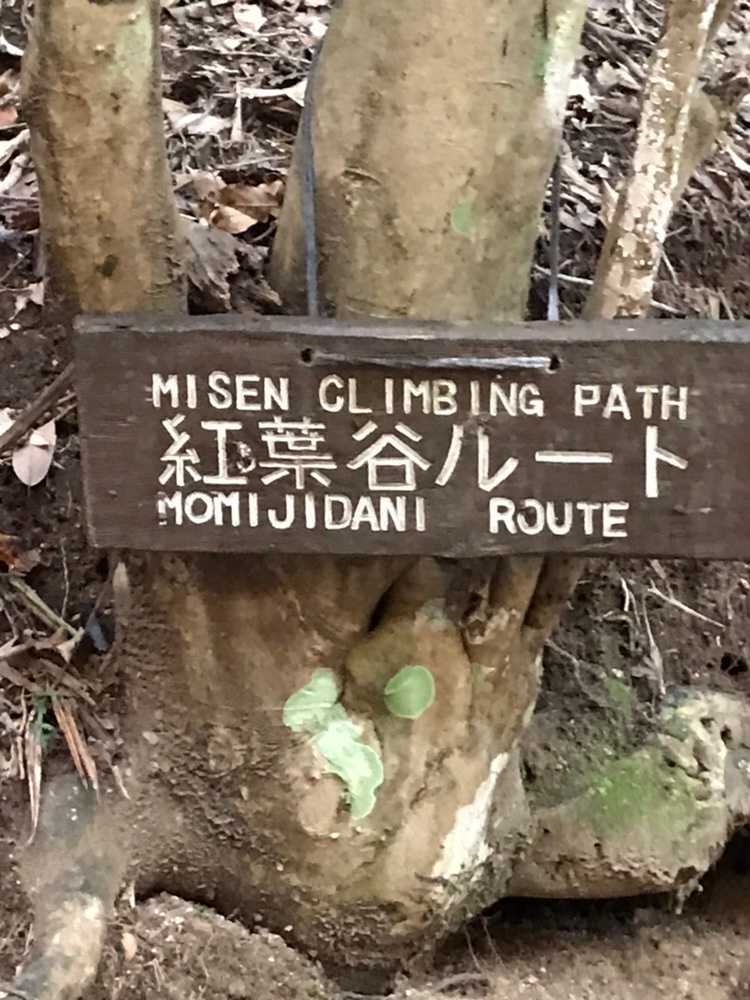 MISEN CLIMBING PATH
紅葉谷ルート
MOMIJIDANI ROUTE